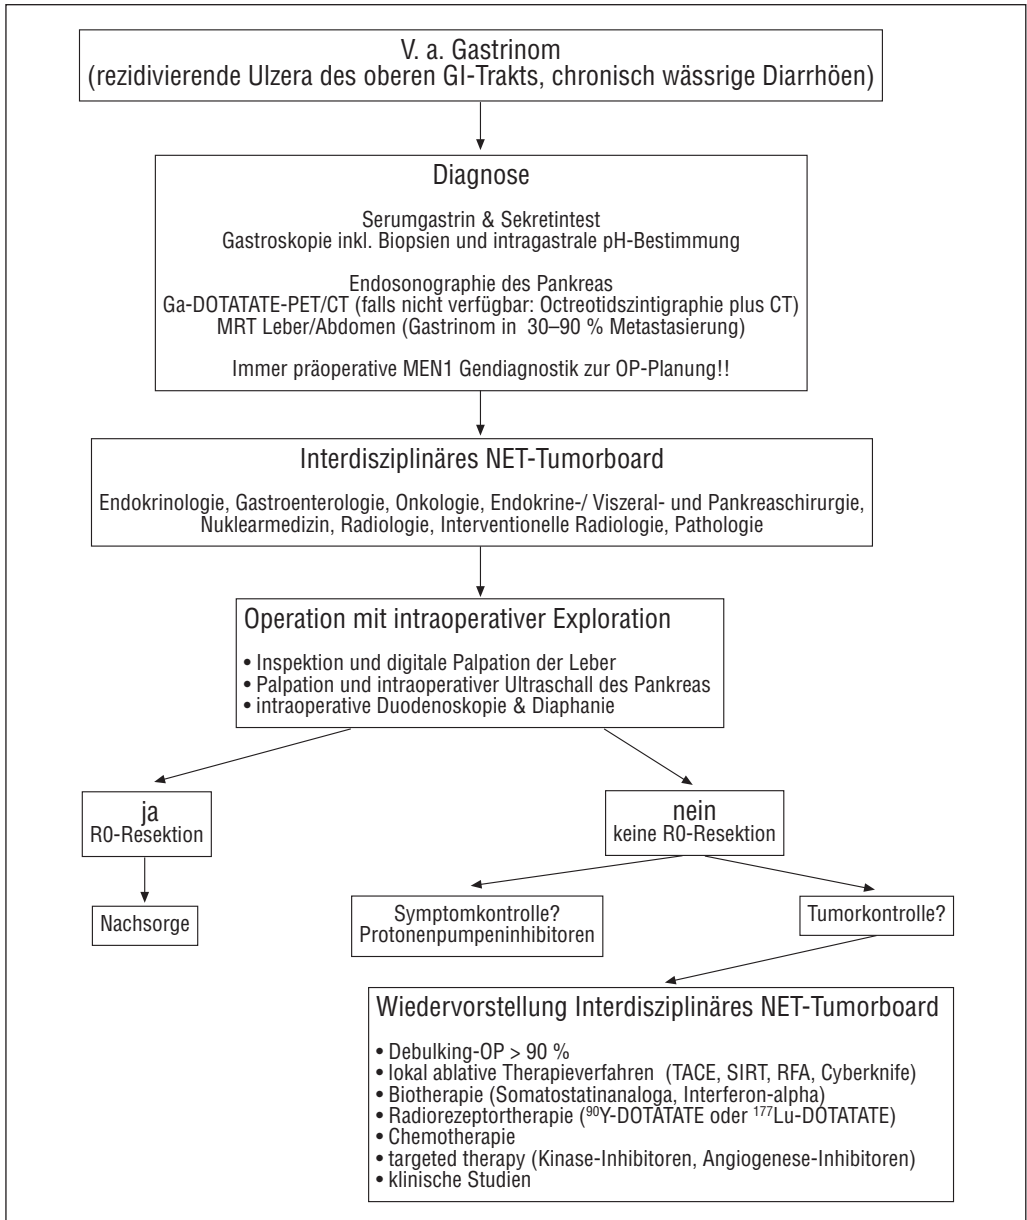 V. a. Gastrinom
(rezidivierende Ulzera des oberen GI-Trakts, chronisch wässrige Diarrhöen)
Diagnose
Serumgastrin & Sekretintest
Gastroskopie inkl. Biopsien und intragastrale pH-Bestimmung
Endosonographie des Pankreas
Ga-DOTATATE-PET/CT (falls nicht verfügbar: Octreotidszintigraphie plus CT)
MRT Leber/Abdomen (Gastrinom in 30–90 % Metastasierung)
Immer präoperative MEN1 Gendiagnostik zur OP-Planung!!
Interdisziplinäres NET-Tumorboard
Endokrinologie, Gastroenterologie, Onkologie, Endokrine-/ Viszeral- und Pankreaschirurgie,
Nuklearmedizin, Radiologie, Interventionelle Radiologie, Pathologie
Operation mit intraoperativer Exploration
• Inspektion und digitale Palpation der Leber
• Palpation und intraoperativer Ultraschall des Pankreas
• intraoperative Duodenoskopie & Diaphanie
ja
R0-Resektion
nein
keine R0-Resektion
Nachsorge
Symptomkontrolle?
Protonenpumpeninhibitoren
Tumorkontrolle?
Wiedervorstellung Interdisziplinäres NET-Tumorboard
• Debulking-OP > 90 %
• lokal ablative Therapieverfahren (TACE, SIRT, RFA, Cyberknife)
• Biotherapie (Somatostatinanaloga, Interferon-alpha)
• Radiorezeptortherapie (⁹⁰Y-DOTATATE oder ¹⁷⁷Lu-DOTATATE)
• Chemotherapie
• targeted therapy (Kinase-Inhibitoren, Angiogenese-Inhibitoren)
• klinische Studien